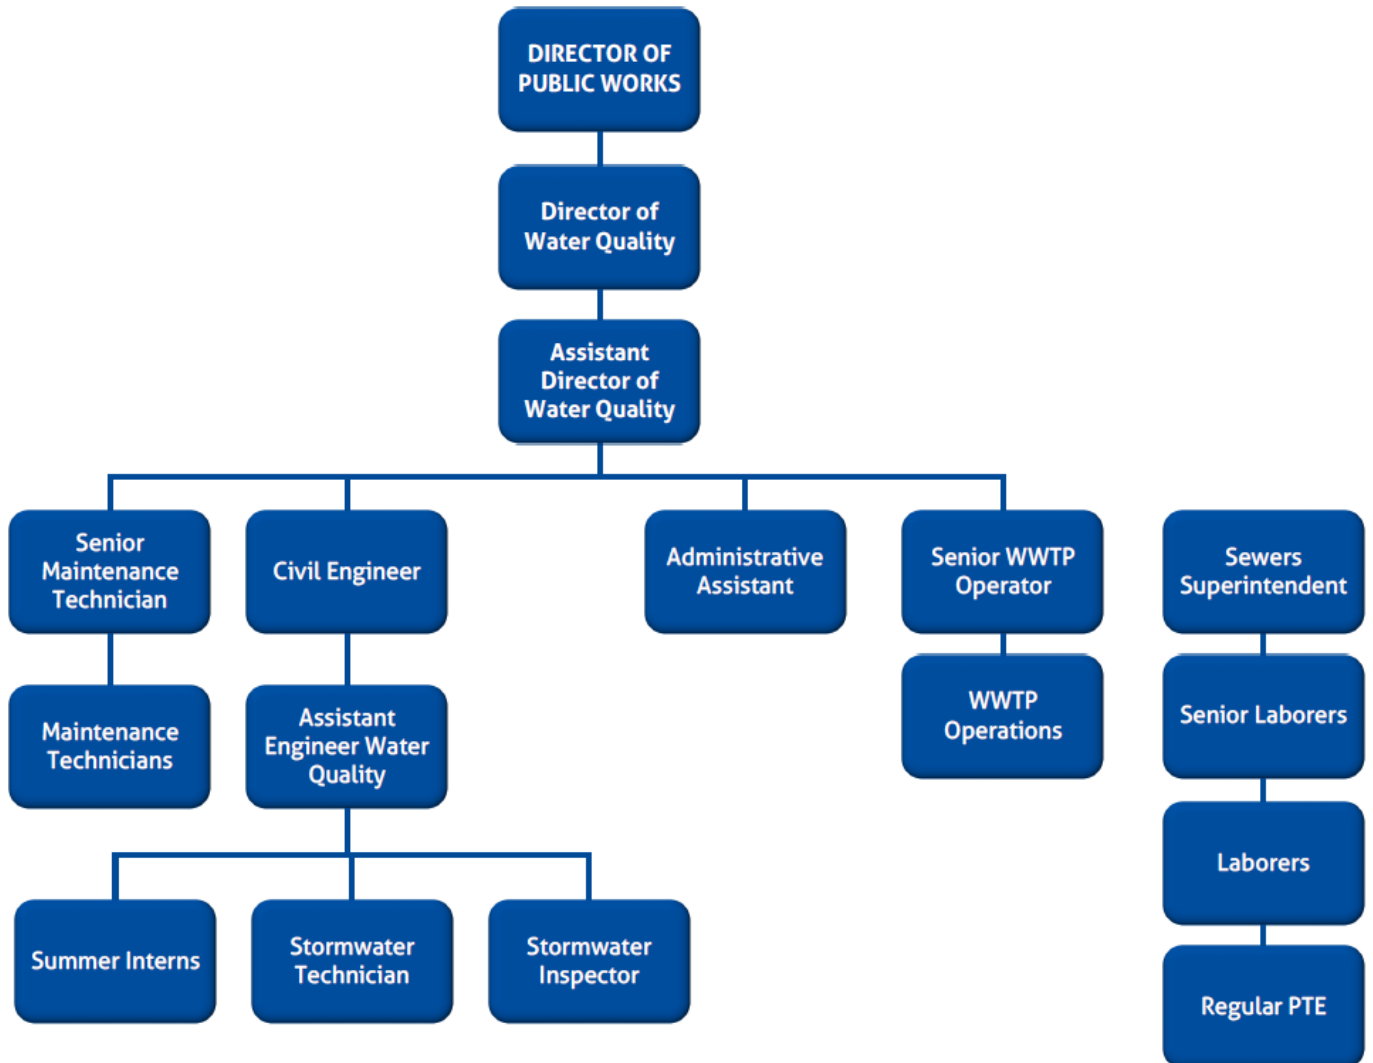 DIRECTOR OF
PUBLIC WORKS
Director of
Water Quality
Assistant
Director of
Water Quality
Senior
Maintenance
Technician
Civil Engineer
Administrative
Assistant
Senior WWTP
Operator
Sewers
Superintendent
Maintenance
Technicians
Assistant
Engineer Water
Quality
WWTP
Operations
Senior Laborers
Laborers
Summer Interns
Stormwater
Technician
Stormwater
Inspector
Regular PTE